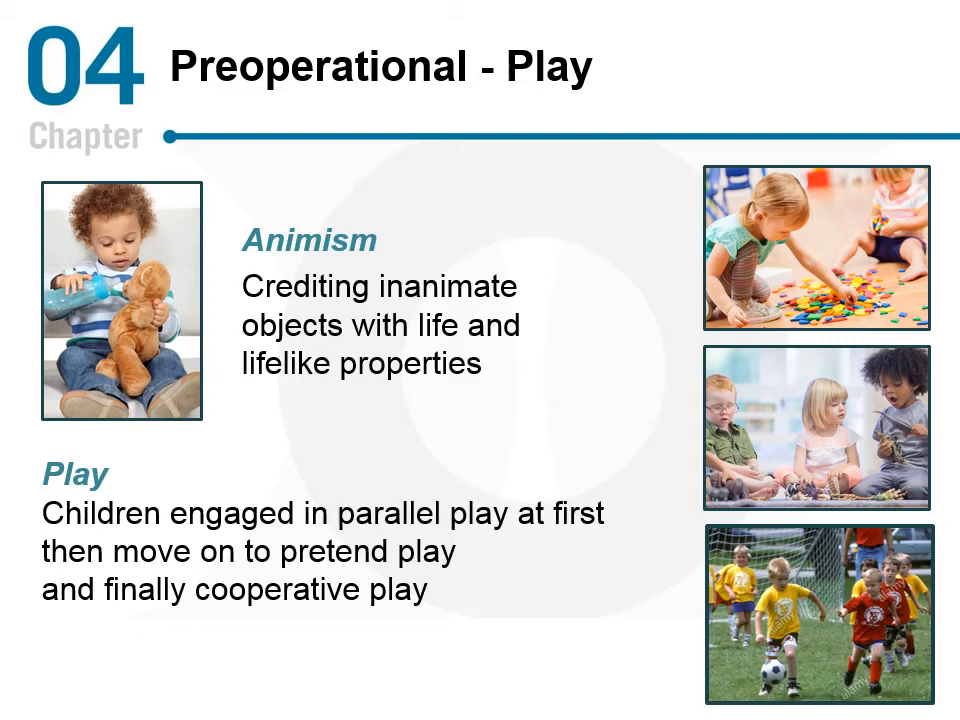 04
Chapter
Preoperational - Play
Animism
Crediting inanimate
objects with life and
lifelike properties
Play
Children engaged in parallel play at first
then move on to pretend play
and finally cooperative play
alamy
alamy